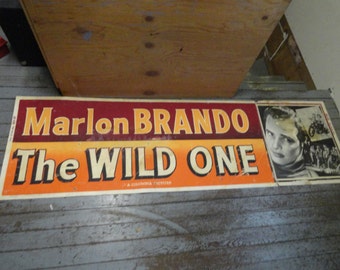 Marlon BRANDO
The WILD ONE